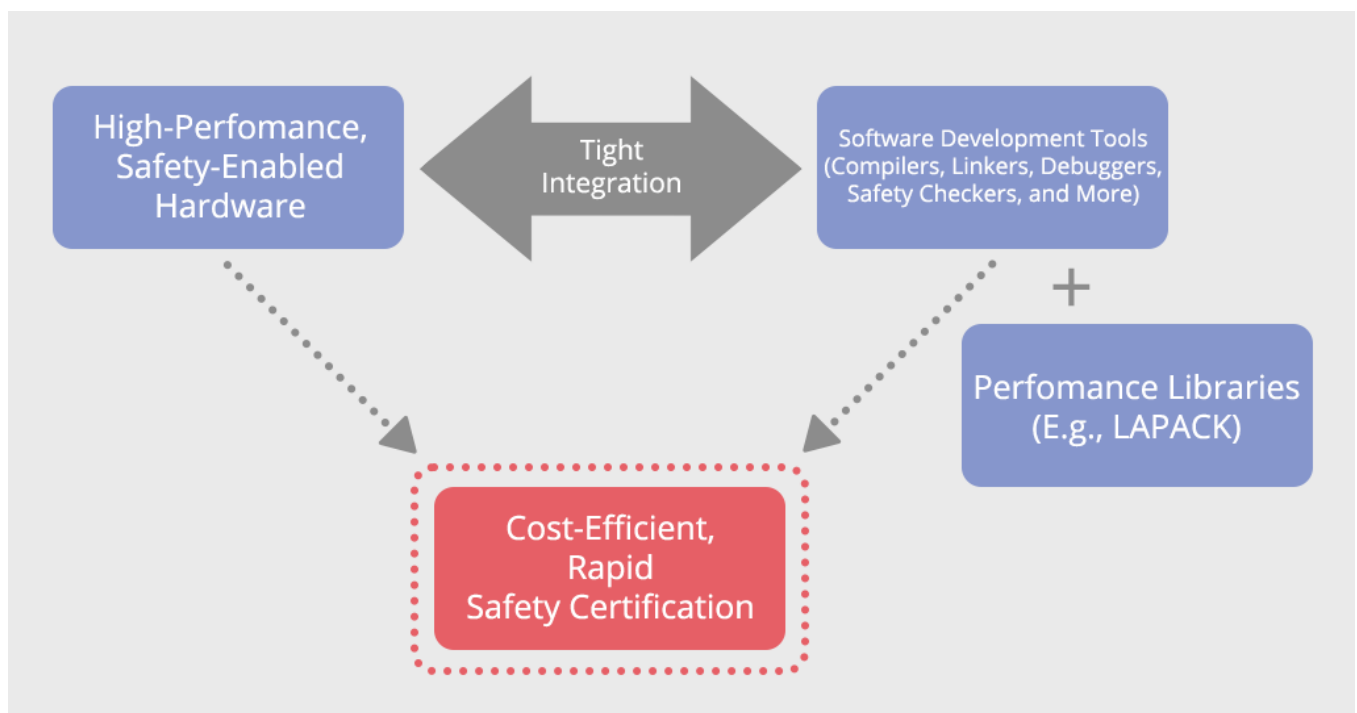 High-Perfomance,
Safety-Enabled
Hardware
Tight
Integration
Software Development Tools
(Compilers, Linkers, Debuggers,
Safety Checkers, and More)
+
Perfomance Libraries
(E.g., LAPACK)
Cost-Efficient,
Rapid
Safety Certification